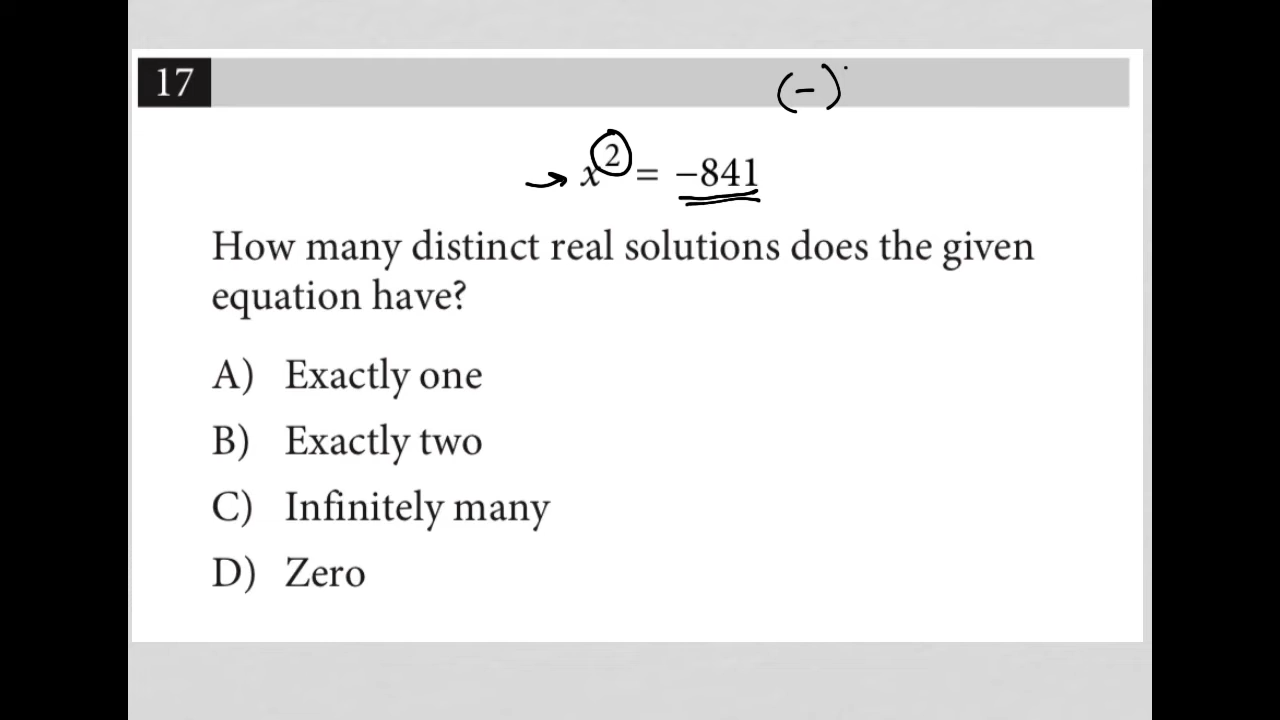 17
(-)
x² = −841
How many distinct real solutions does the given
equation have?
A) Exactly one
B) Exactly two
C) Infinitely many
D) Zero